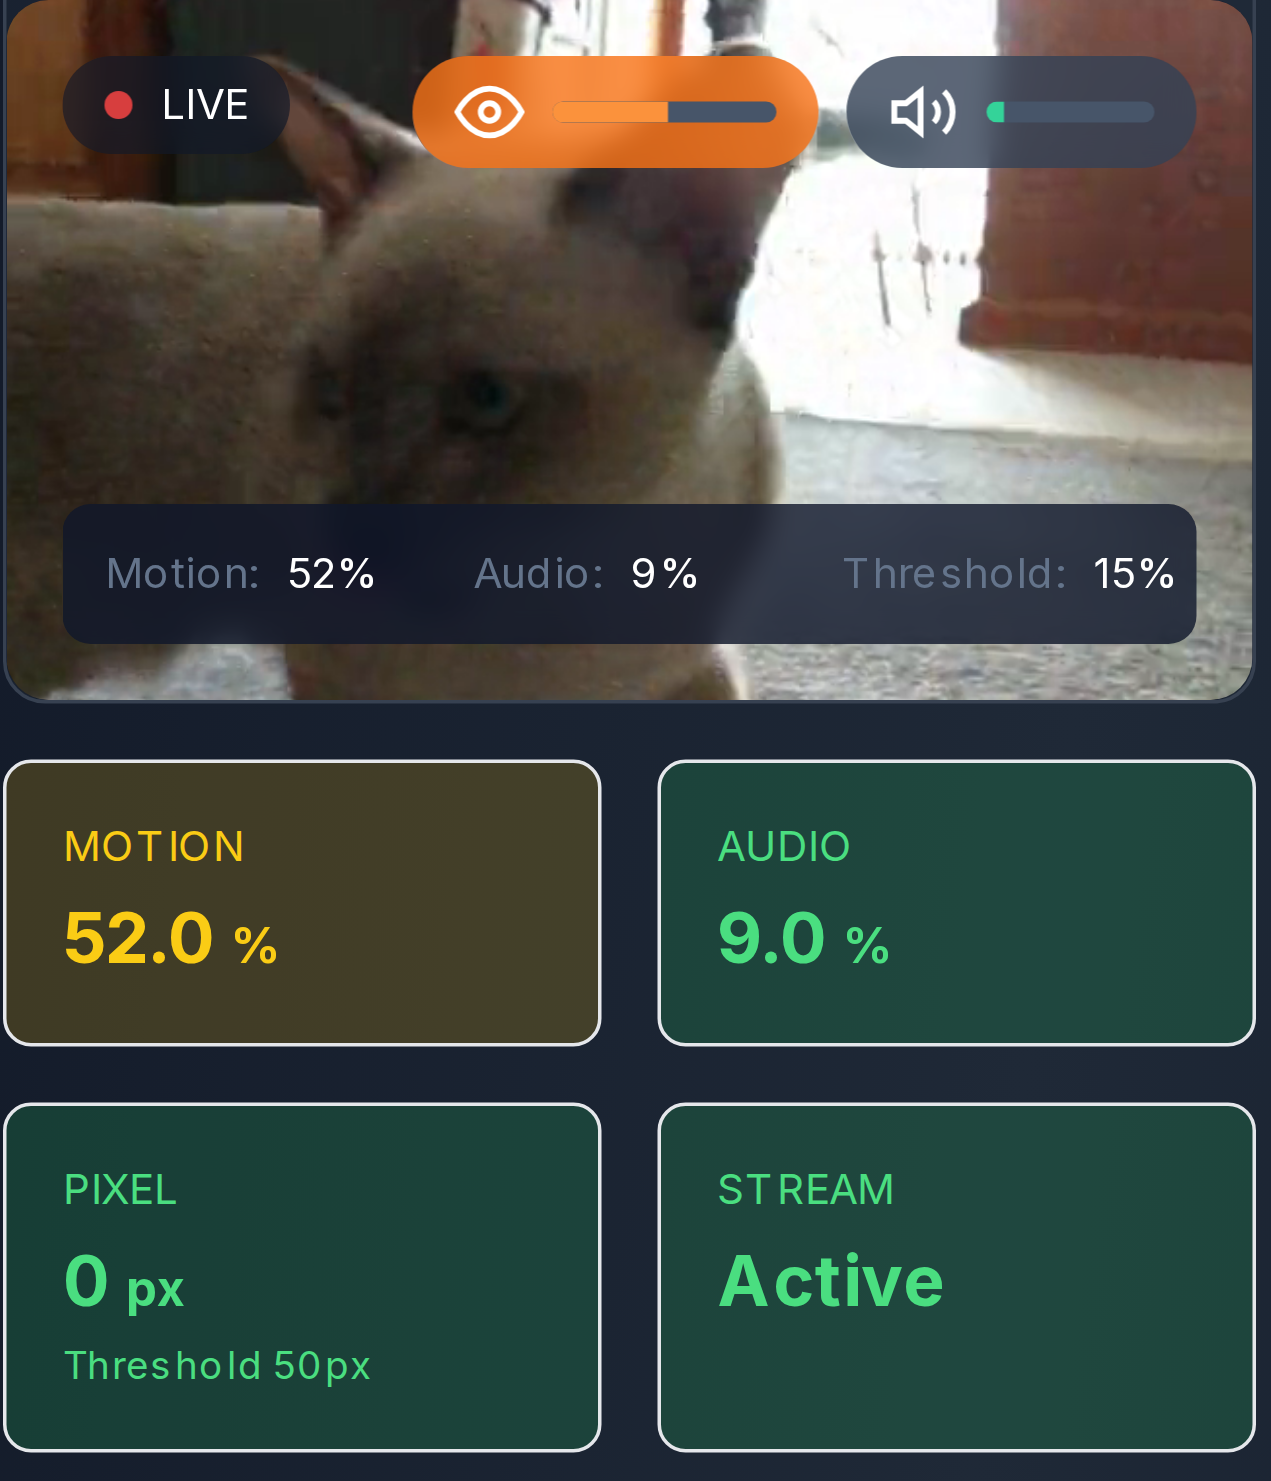 LIVE
Motion: 52% Audio: 9% Threshold: 15%
MOTION
52.0 %
AUDIO
9.0 %
PIXEL
0 px
Threshold 50px
STREAM
Active